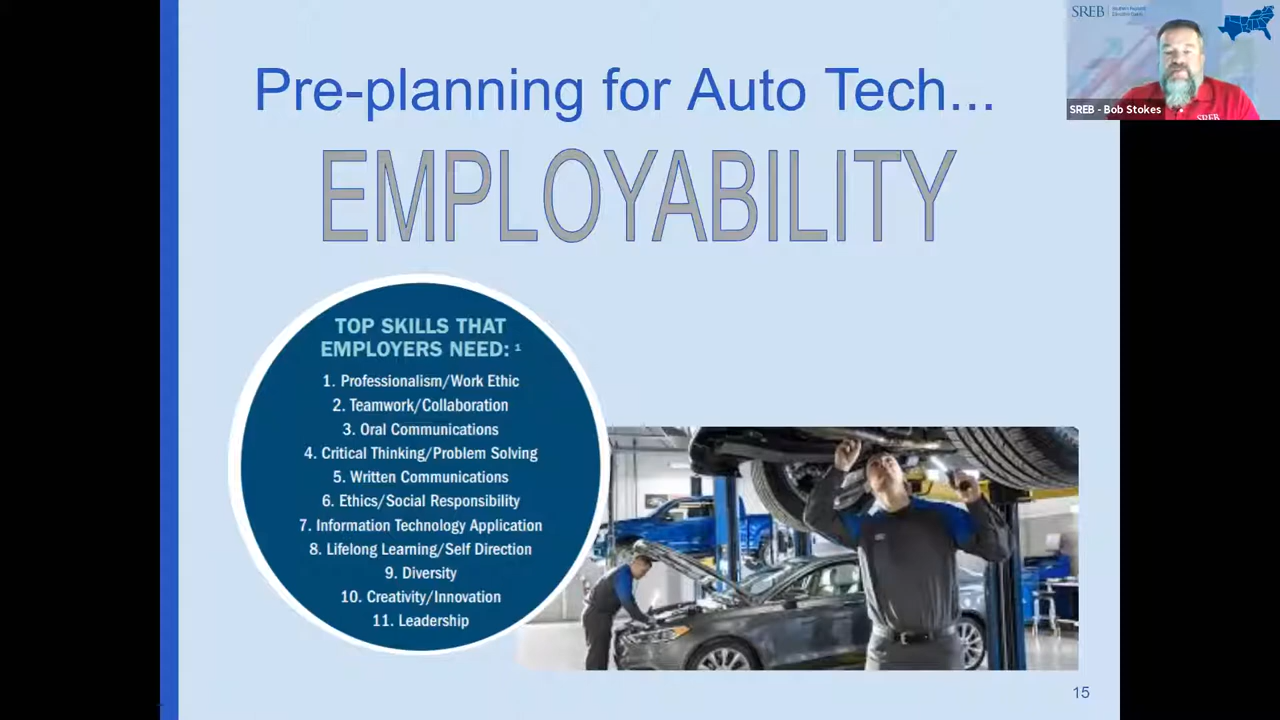 Pre-planning for Auto Tech...
EMPLOYABILITY
TOP SKILLS THAT
EMPLOYERS NEED: 1
1. Professionalism/Work Ethic
2. Teamwork/Collaboration
3. Oral Communications
4. Critical Thinking/Problem Solving
5. Written Communications
6. Ethics/Social Responsibility
7. Information Technology Application
8. Lifelong Learning/Self Direction
9. Diversity
10. Creativity/Innovation
11. Leadership
15
SREB
SREB - Bob Stokes
SREB